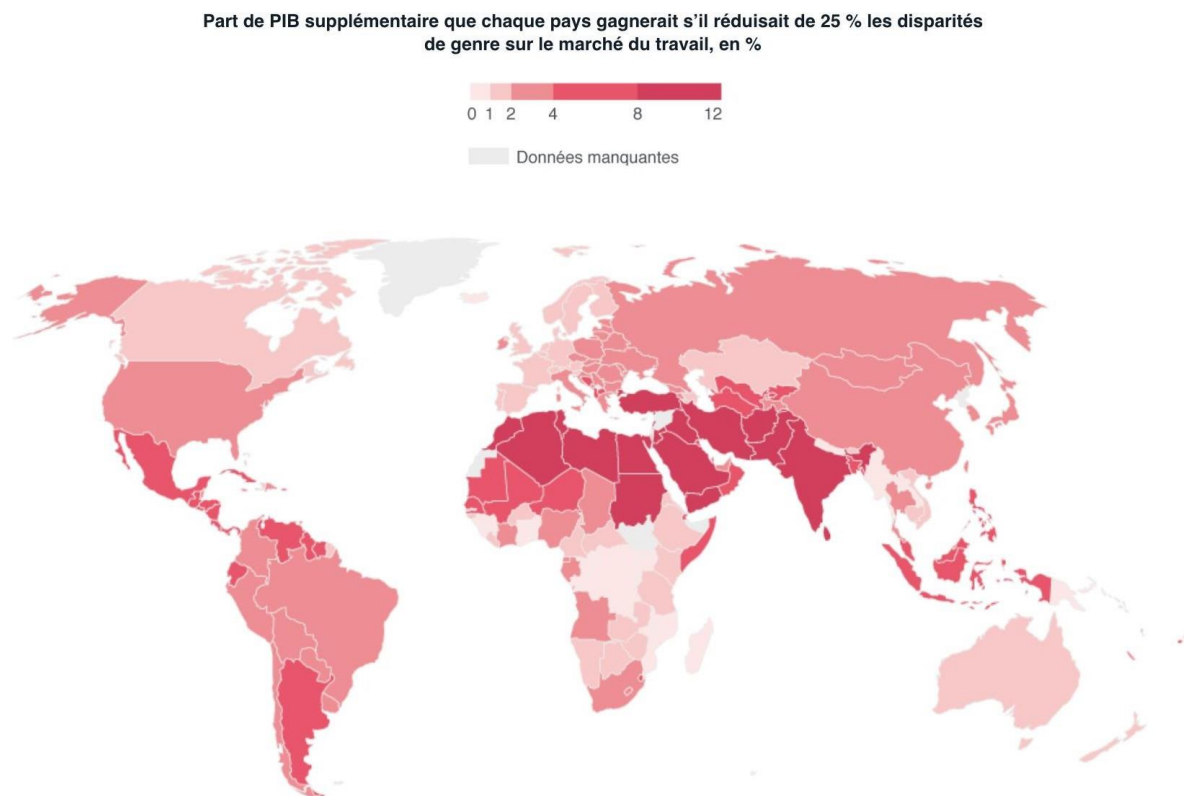 Part de PIB supplémentaire que chaque pays gagnerait s’il réduisait de 25 % les disparités
de genre sur le marché du travail, en %
0 1 2 4 8 12
Données manquantes